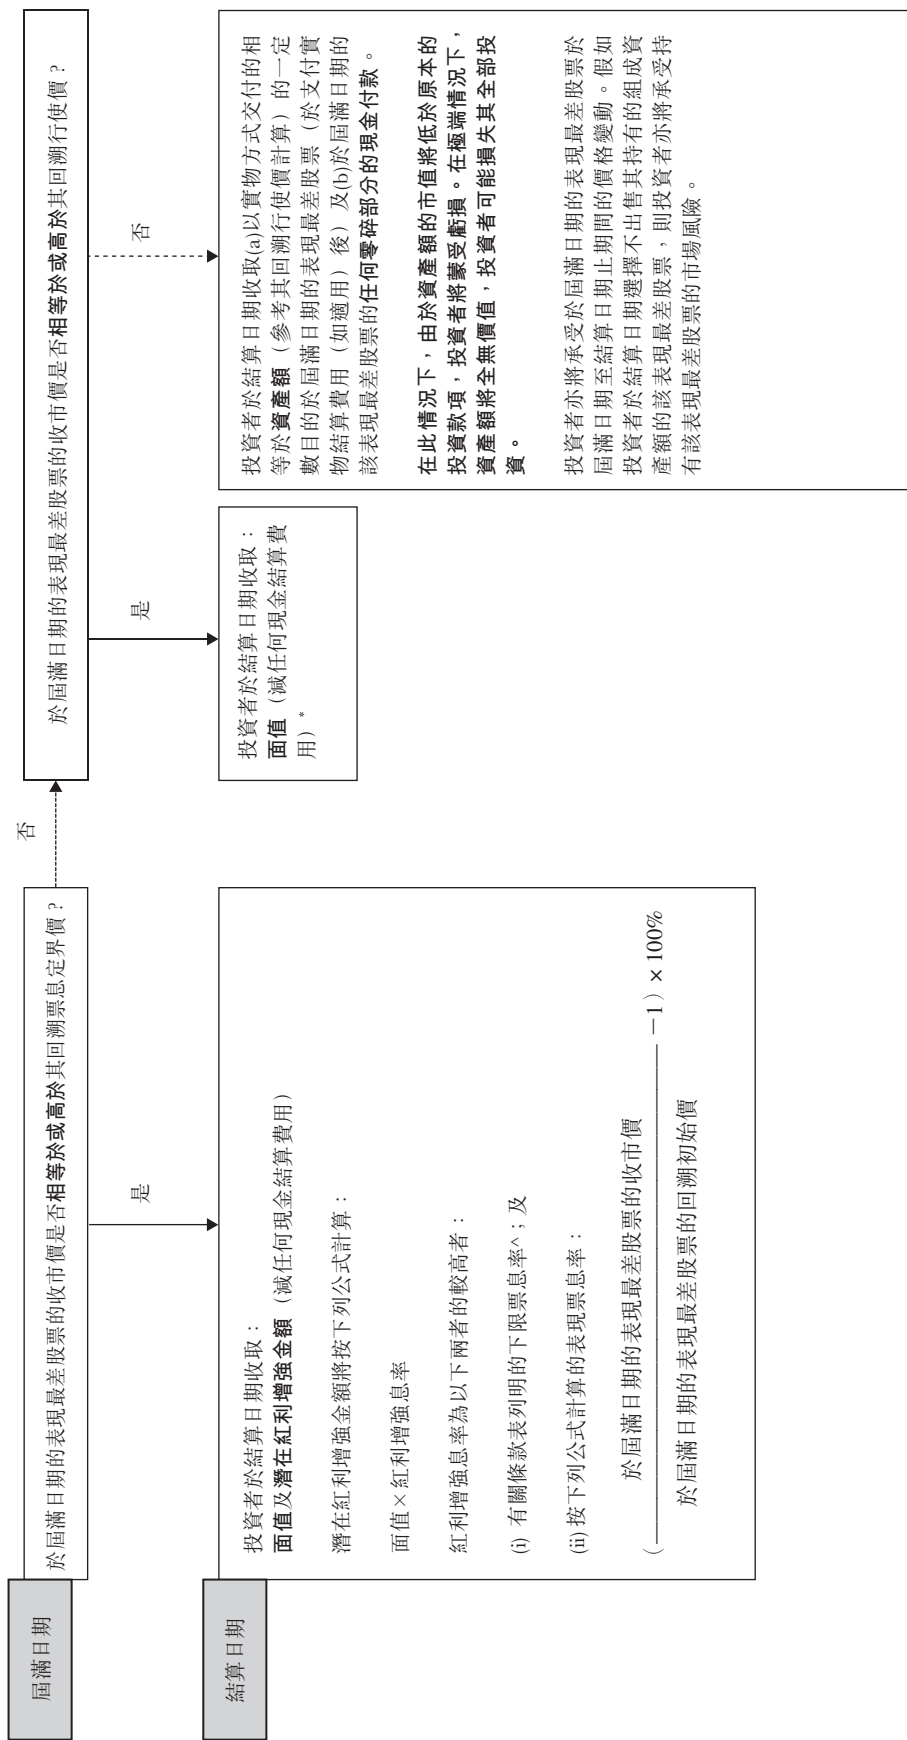 屆滿日期
於屆滿日期的表現最差股票的收市價是否相等於或高於其回溯票息定界價？
否
於屆滿日期的表現最差股票的收市價是否相等於或高於其回溯行使價？
是
是
否
結算日期
投資者於結算日期收取：
面值及潛在紅利增強金額（減任何現金結算費用）
潛在紅利增強金額將按下列公式計算：
面值×紅利增強息率
紅利增強息率為以下兩者的較高者：
(i) 有關條款表列明的下限票息率^；及
(ii) 按下列公式計算的表現票息率：
於屆滿日期的表現最差股票的收市價
（ －1）× 100%
於屆滿日期的表現最差股票的回溯初始價
投資者於結算日期收取：
面值（減任何現金結算費
用）*
投資者於結算日期收取(a)以實物方式交付的相
等於資產額（參考其回溯行使價計算）的一定
數目的於屆滿日期的表現最差股票（於支付實
物結算費用（如適用）後）及(b)於屆滿日期的
該表現最差股票的任何零碎部分的現金付款。
在此情況下，由於資產額的市值將低於原本的
投資款項，投資者將蒙受虧損。在極端情況下，
資產額將全無價值，投資者可能損失其全部投
資。
投資者亦將承受於屆滿日期的表現最差股票於
屆滿日期至結算日期止期間的價格變動。假如
投資者於結算日期選擇不出售其持有的組成資
產額的該表現最差股票，則投資者亦將承受持
有該表現最差股票的市場風險。